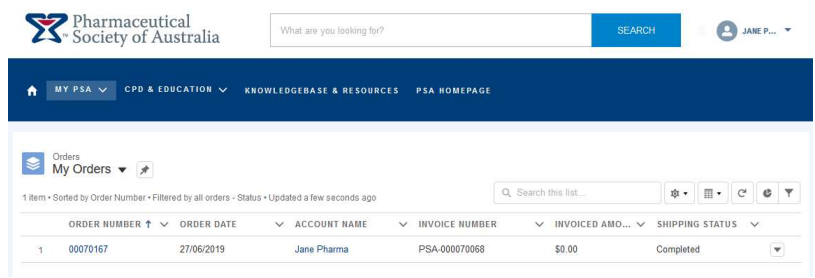 Pharmaceutical
Society of Australia
What are you looking for?
SEARCH
JANE P...
MY PSA
CPD & EDUCATION
KNOWLEDGEBASE & RESOURCES
PSA HOMEPAGE
Orders
My Orders
1 item • Sorted by Order Number • Filtered by all orders - Status • Updated a few seconds ago
Search this list...
ORDER NUMBER ORDER DATE ACCOUNT NAME INVOICE NUMBER INVOICED AMO... SHIPPING STATUS
1 00070167 27/06/2019 Jane Pharma PSA-000070068 $0.00 Completed